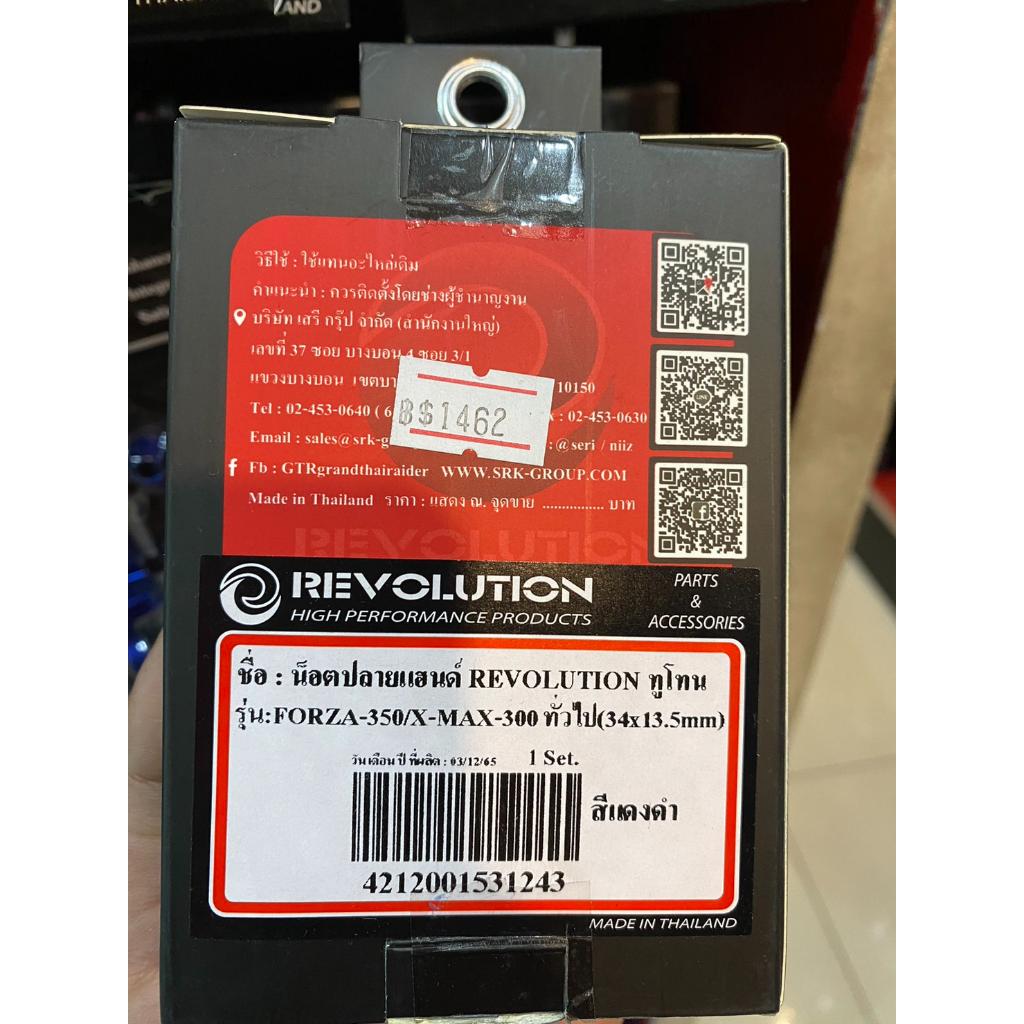 AND
วิธีใช้ : ใช้แทนอะไหล่เดิม
คำแนะนำ : ควรติดตั้งโดยช่างผู้ชำนาญงาน
บริษัท เสรี กรุ๊ป จำกัด (สำนักงานใหญ่)
เลขที่ 37 ซอย บางบอน 4 ซอย 3/1
แขวงบางบอน เขตบา 10150
Tel : 02-453-0640 ( 6 : 02-453-0630
฿$1462
Email : sales@srk-g : @seri / niiz
Fb : GTRgrandthairaider WWW.SRK-GROUP.COM
Made in Thailand ราคา : แสดง ณ. จุดขาย ................ บาท
REVOLUTION
LINE
REVOLUTION
HIGH PERFORMANCE PRODUCTS
PARTS
&
ACCESSORIES
ชื่อ : น็อตปลายแฮนด์ REVOLUTION ทูโทน
รุ่น:FORZA-350/X-MAX-300 ทั่วไป(34x13.5mm)
วัน เดือน ปี ที่ผลิต : 03/12/65 1 Set.
สีแดงดำ
4212001531243
MADE IN THAILAND